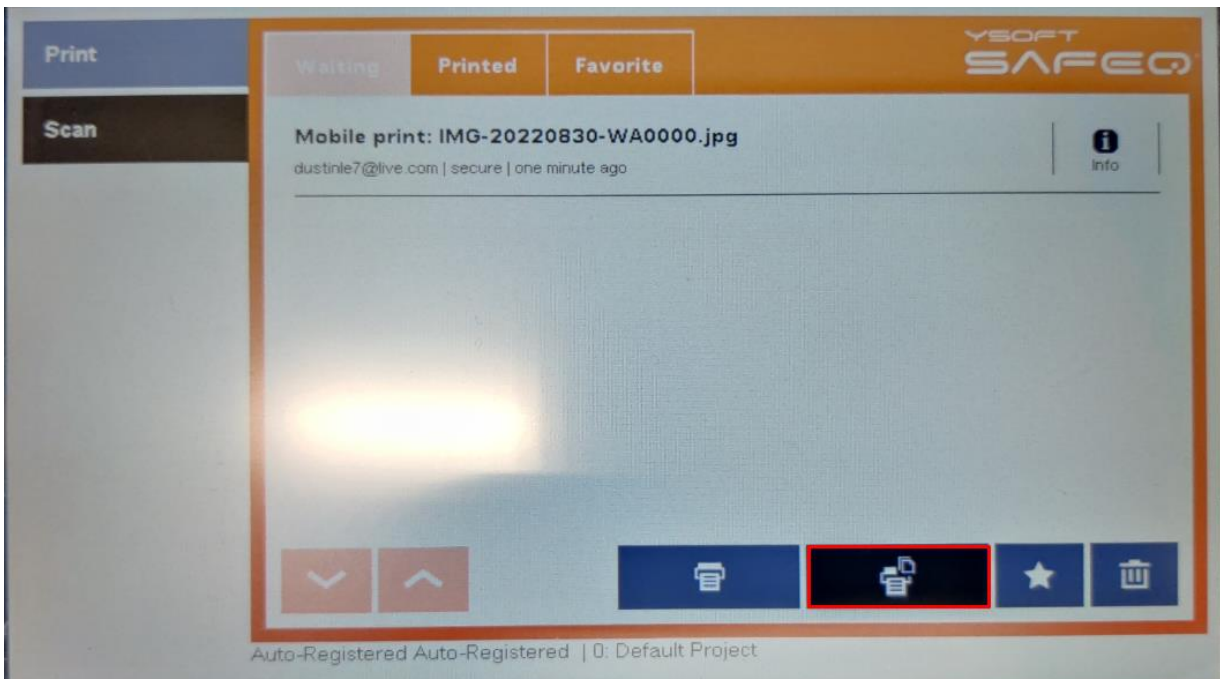 Print
Scan
Waiting
Printed
Favorite
YSOFT
SAFEQ
Mobile print: IMG-20220830-WA0000.jpg
dustinle7@live.com | secure | one minute ago
Info
Auto-Registered Auto-Registered | 0: Default Project